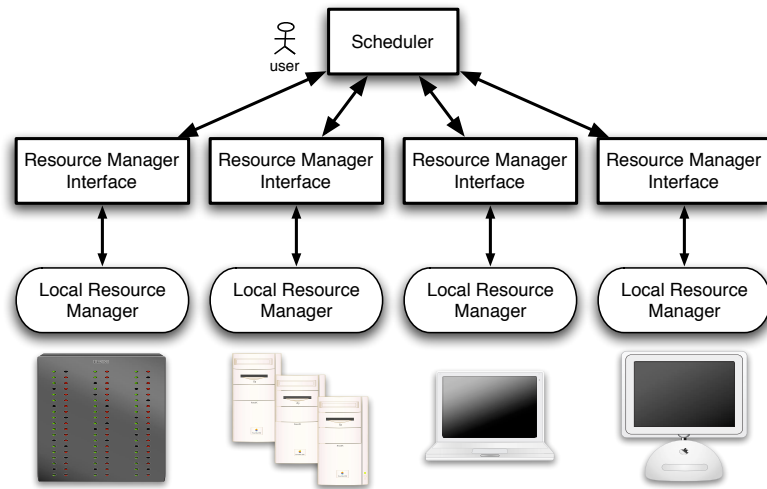 Scheduler
user
Resource Manager
Interface
Resource Manager
Interface
Resource Manager
Interface
Resource Manager
Interface
Local Resource
Manager
Local Resource
Manager
Local Resource
Manager
Local Resource
Manager